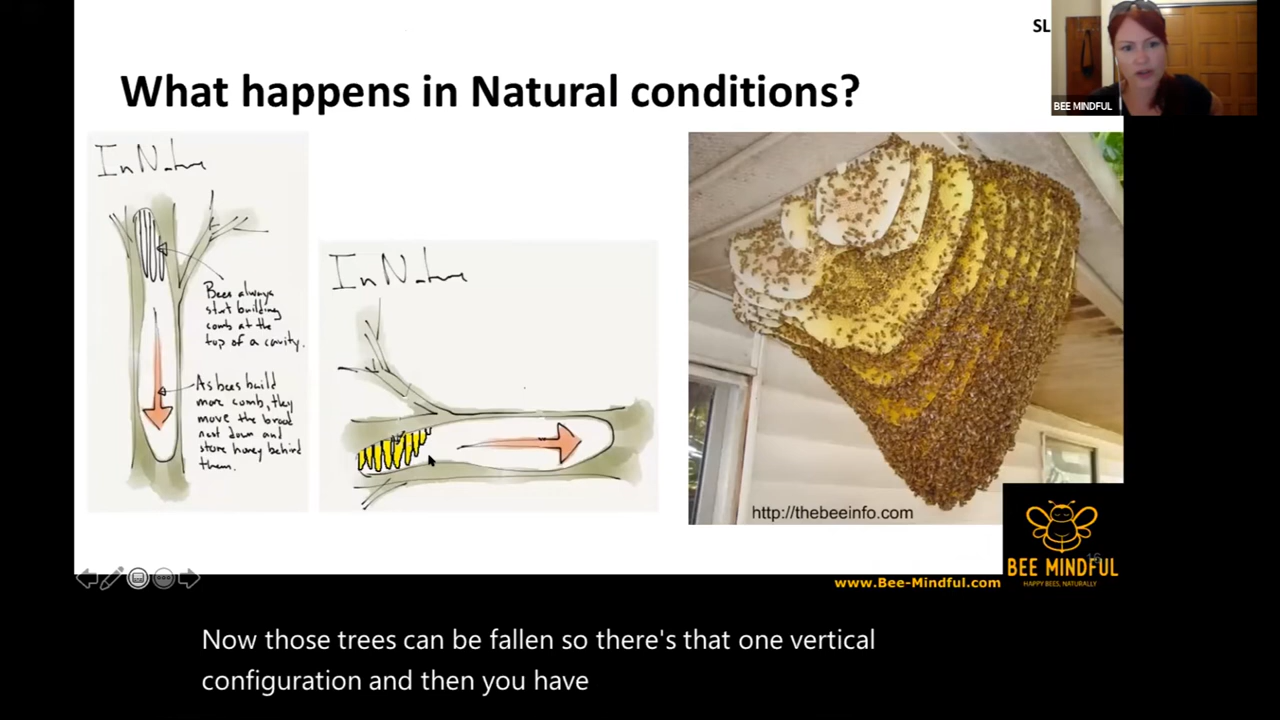 SL
What happens in Natural conditions?
BEE MINDFUL
In Nature
Bees always
start building
comb at the
top of a cavity.
As bees build
more comb, they
move the brood
nest down and
store honey behind
them.
In Nature
http://thebeeinfo.com
16
BEE MINDFUL
HAPPY BEES, NATURALLY
www.Bee-Mindful.com
Now those trees can be fallen so there's that one vertical
configuration and then you have